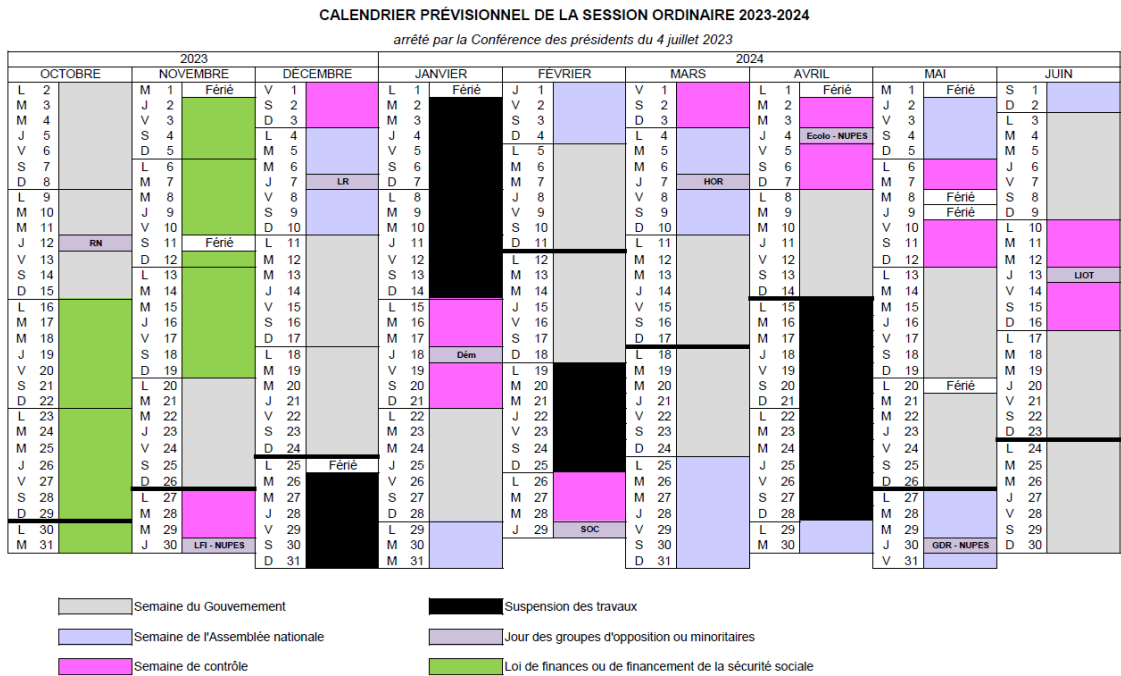 CALENDRIER PRÉVISIONNEL DE LA SESSION ORDINAIRE 2023-2024
arrêté par la Conférence des présidents du 4 juillet 2023
2023 2024
OCTOBRE NOVEMBRE DÉCEMBRE JANVIER FÉVRIER MARS AVRIL MAI JUIN
L 2 M 1 Férié V 1 L 1 Férié J 1 V 1 L 1 Férié M 1 Férié S 1
M 3 J 2 S 2 M 2 V 2 S 2 M 2 J 2 D 2
M 4 V 3 D 3 M 3 S 3 D 3 M 3 V 3 L 3
J 5 S 4 L 4 J 4 D 4 L 4 J 4 Ecolo - NUPES S 4 M 4
V 6 D 5 M 5 V 5 L 5 M 5 V 5 D 5 M 5
S 7 L 6 M 6 S 6 M 6 M 6 S 6 L 6 J 6
D 8 M 7 J 7 LR D 7 M 7 J 7 HOR D 7 M 7 V 7
L 9 M 8 V 8 L 8 J 8 V 8 L 8 M 8 Férié S 8
M 10 J 9 S 9 M 9 V 9 S 9 M 9 J 9 Férié D 9
M 11 V 10 D 10 M 10 S 10 D 10 M 10 V 10 L 10
J 12 RN S 11 Férié L 11 J 11 D 11 L 11 J 11 S 11 M 11
V 13 D 12 M 12 V 12 L 12 M 12 V 12 D 12 M 12
S 14 L 13 M 13 S 13 M 13 M 13 S 13 L 13 J 13 LIOT
D 15 M 14 J 14 D 14 M 14 J 14 D 14 M 14 V 14
L 16 M 15 V 15 L 15 J 15 V 15 L 15 M 15 S 15
M 17 J 16 S 16 M 16 V 16 S 16 M 16 J 16 D 16
M 18 V 17 D 17 M 17 S 17 D 17 M 17 V 17 L 17
J 19 S 18 L 18 J 18 Dém D 18 L 18 J 18 S 18 M 18
V 20 D 19 M 19 V 19 L 19 M 19 V 19 D 19 M 19
S 21 L 20 M 20 S 20 M 20 M 20 S 20 L 20 Férié J 20
D 22 M 21 J 21 D 21 M 21 J 21 D 21 M 21 V 21
L 23 M 22 V 22 L 22 J 22 V 22 L 22 M 22 S 22
M 24 J 23 S 23 M 23 V 23 S 23 M 23 J 23 D 23
M 25 V 24 D 24 M 24 S 24 D 24 M 24 V 24 L 24
J 26 S 25 L 25 Férié J 25 D 25 L 25 J 25 S 25 M 25
V 27 D 26 M 26 V 26 L 26 M 26 V 26 D 26 M 26
S 28 L 27 M 27 S 27 M 27 M 27 S 27 L 27 J 27
D 29 M 28 J 28 D 28 M 28 J 28 D 28 M 28 V 28
L 30 M 29 V 29 L 29 J 29 SOC V 29 L 29 M 29 S 29
M 31 J 30 LFI - NUPES S 30 M 30 S 30 M 30 J 30 GDR - NUPES D 30
D 31 M 31 D 31 V 31
Semaine du Gouvernement Suspension des travaux
Semaine de l'Assemblée nationale Jour des groupes d'opposition ou minoritaires
Semaine de contrôle Loi de finances ou de financement de la sécurité sociale